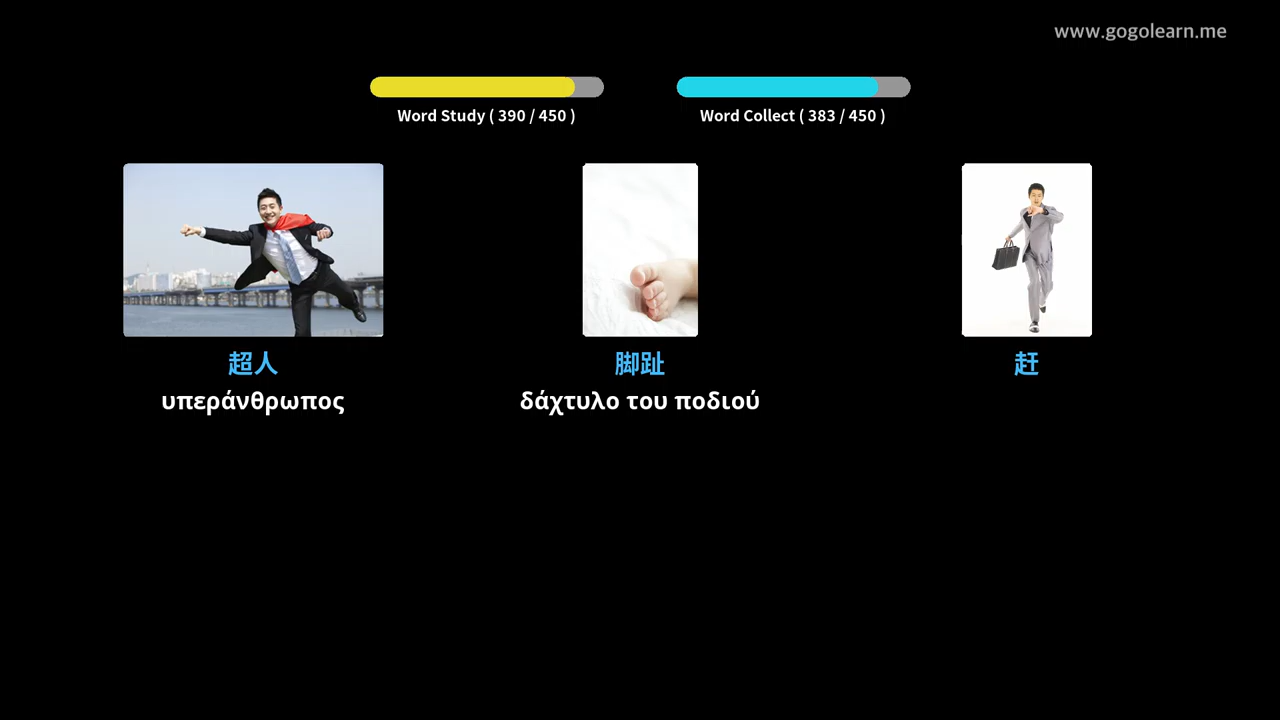 www.gogolearn.me
Word Study ( 390 / 450 )
Word Collect ( 383 / 450 )
超人
υπεράνθρωπος
脚趾
δάχτυλο του ποδιού
赶